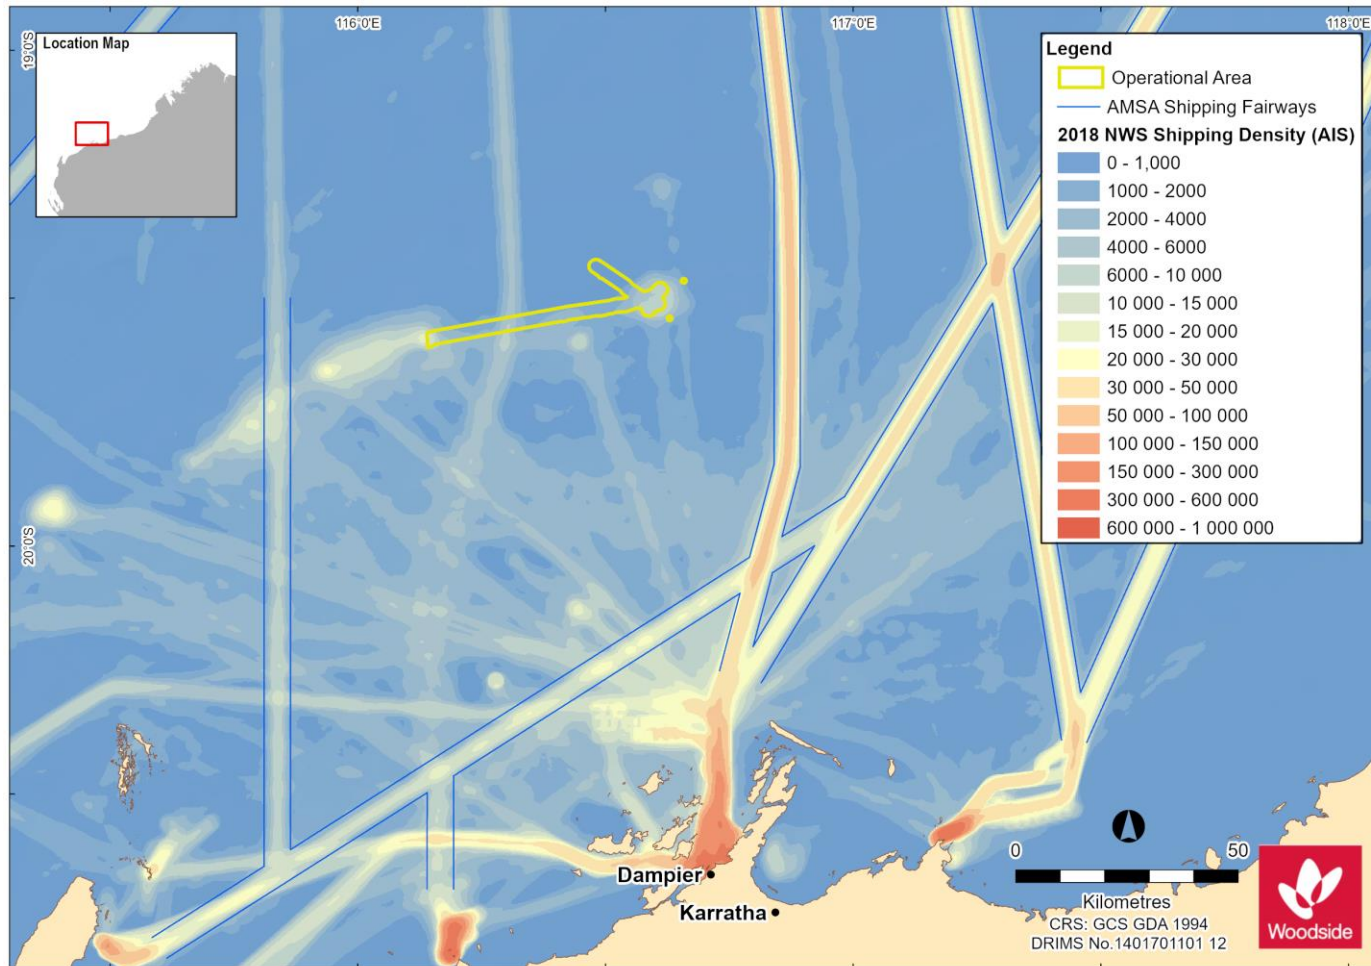 116°0'E
117°0'E
118°0'E
19°0'S
20°0'S
Location Map
Legend
Operational Area
AMSA Shipping Fairways
2018 NWS Shipping Density (AIS)
0 - 1,000
1000 - 2000
2000 - 4000
4000 - 6000
6000 - 10 000
10 000 - 15 000
15 000 - 20 000
20 000 - 30 000
30 000 - 50 000
50 000 - 100 000
100 000 - 150 000
150 000 - 300 000
300 000 - 600 000
600 000 - 1 000 000
Dampier
Karratha
0 50
Kilometres
CRS: GCS GDA 1994
DRIMS No.1401701101 12
Woodside